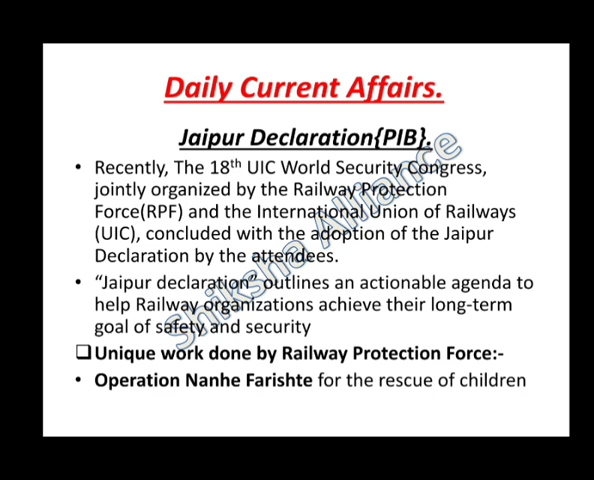 Daily Current Affairs.
Jaipur Declaration{PIB}.
• Recently, The 18th UIC World Security Congress,
jointly organized by the Railway Protection
Force(RPF) and the International Union of Railways
(UIC), concluded with the adoption of the Jaipur
Declaration by the attendees.
• “Jaipur declaration” outlines an actionable agenda to
help Railway organizations achieve their long-term
goal of safety and security
❑Unique work done by Railway Protection Force:-
• Operation Nanhe Farishte for the rescue of children
Shiksha Alliance